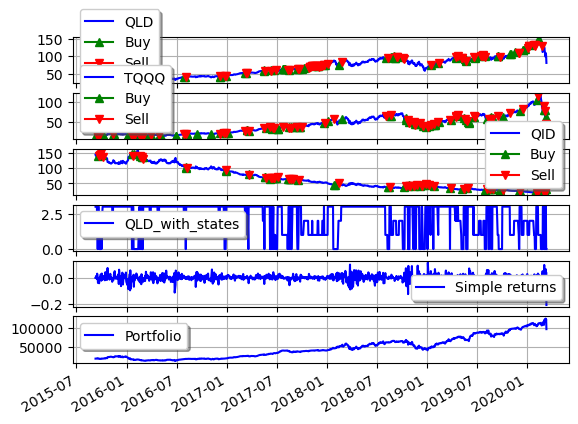 QLD
Buy
Sell
150
100
50
TQQQ
Buy
Sell
100
50
QID
Buy
Sell
150
100
50
QLD_with_states
2.5
0.0
Simple returns
0.0
−0.2
Portfolio
100000
50000
2015-07
2016-01
2016-07
2017-01
2017-07
2018-01
2018-07
2019-01
2019-07
2020-01